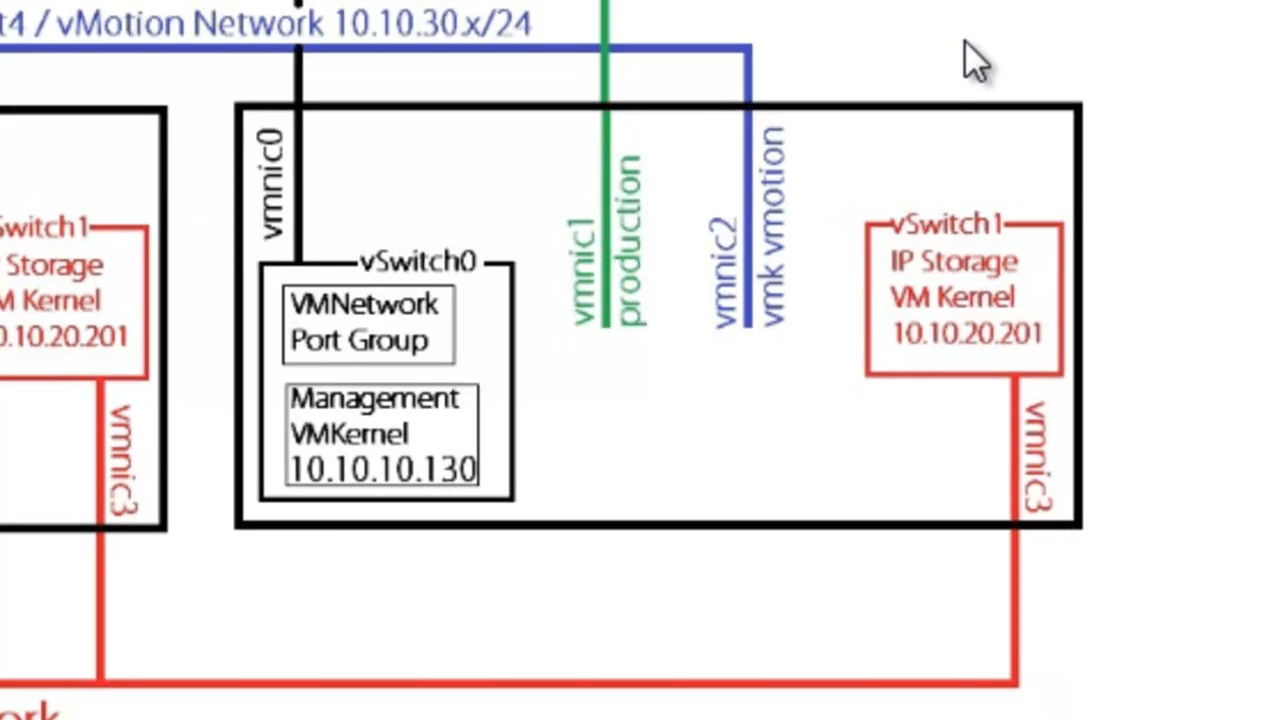 t4 / vMotion Network 10.10.30.x/24
vmnic0
vSwitch0
VMNetwork
Port Group
Management
VMKernel
10.10.10.130
vmnic1
production
vmnic2
vmk vmotion
vSwitch1
IP Storage
VM Kernel
10.10.20.201
vmnic3
Switch1
Storage
M Kernel
0.10.20.201
vmnic3